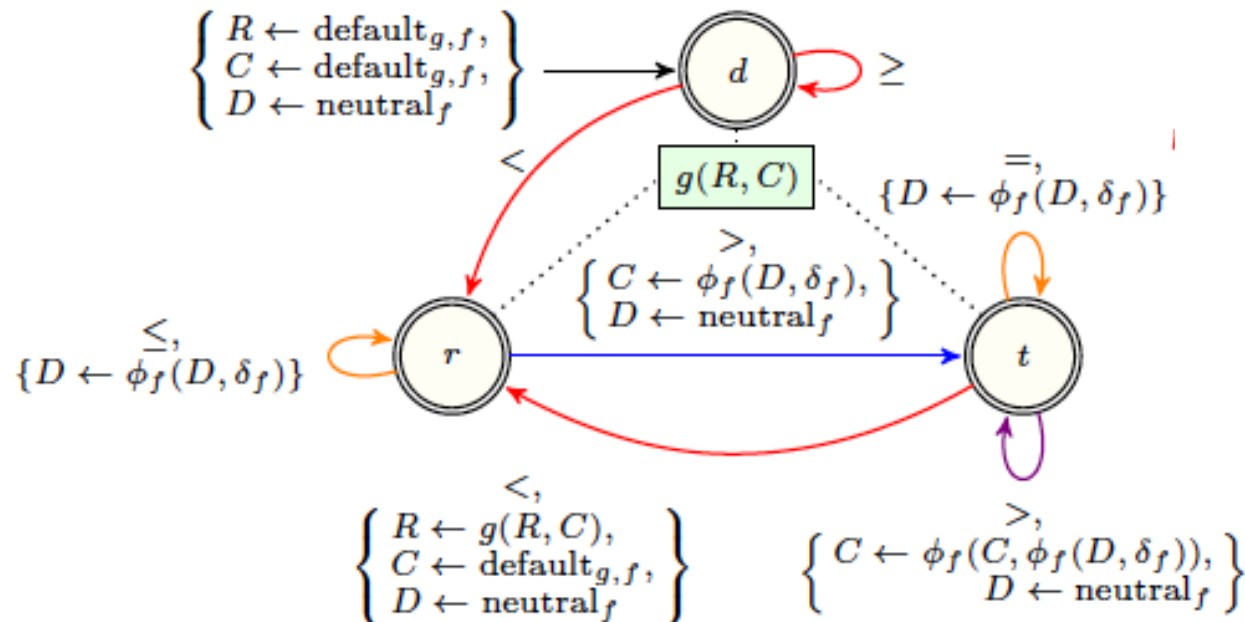 { R ← default_{g,f},
C ← default_{g,f},
D ← neutral_f }
d
≥
<
g(R, C)
=,
{D ← ϕ_f(D, δ_f)}
>,
{ C ← ϕ_f(D, δ_f),
D ← neutral_f }
≤,
{D ← ϕ_f(D, δ_f)}
r
t
<,
{ R ← g(R, C),
C ← default_{g,f},
D ← neutral_f }
>,
{ C ← ϕ_f(C, ϕ_f(D, δ_f)),
D ← neutral_f }